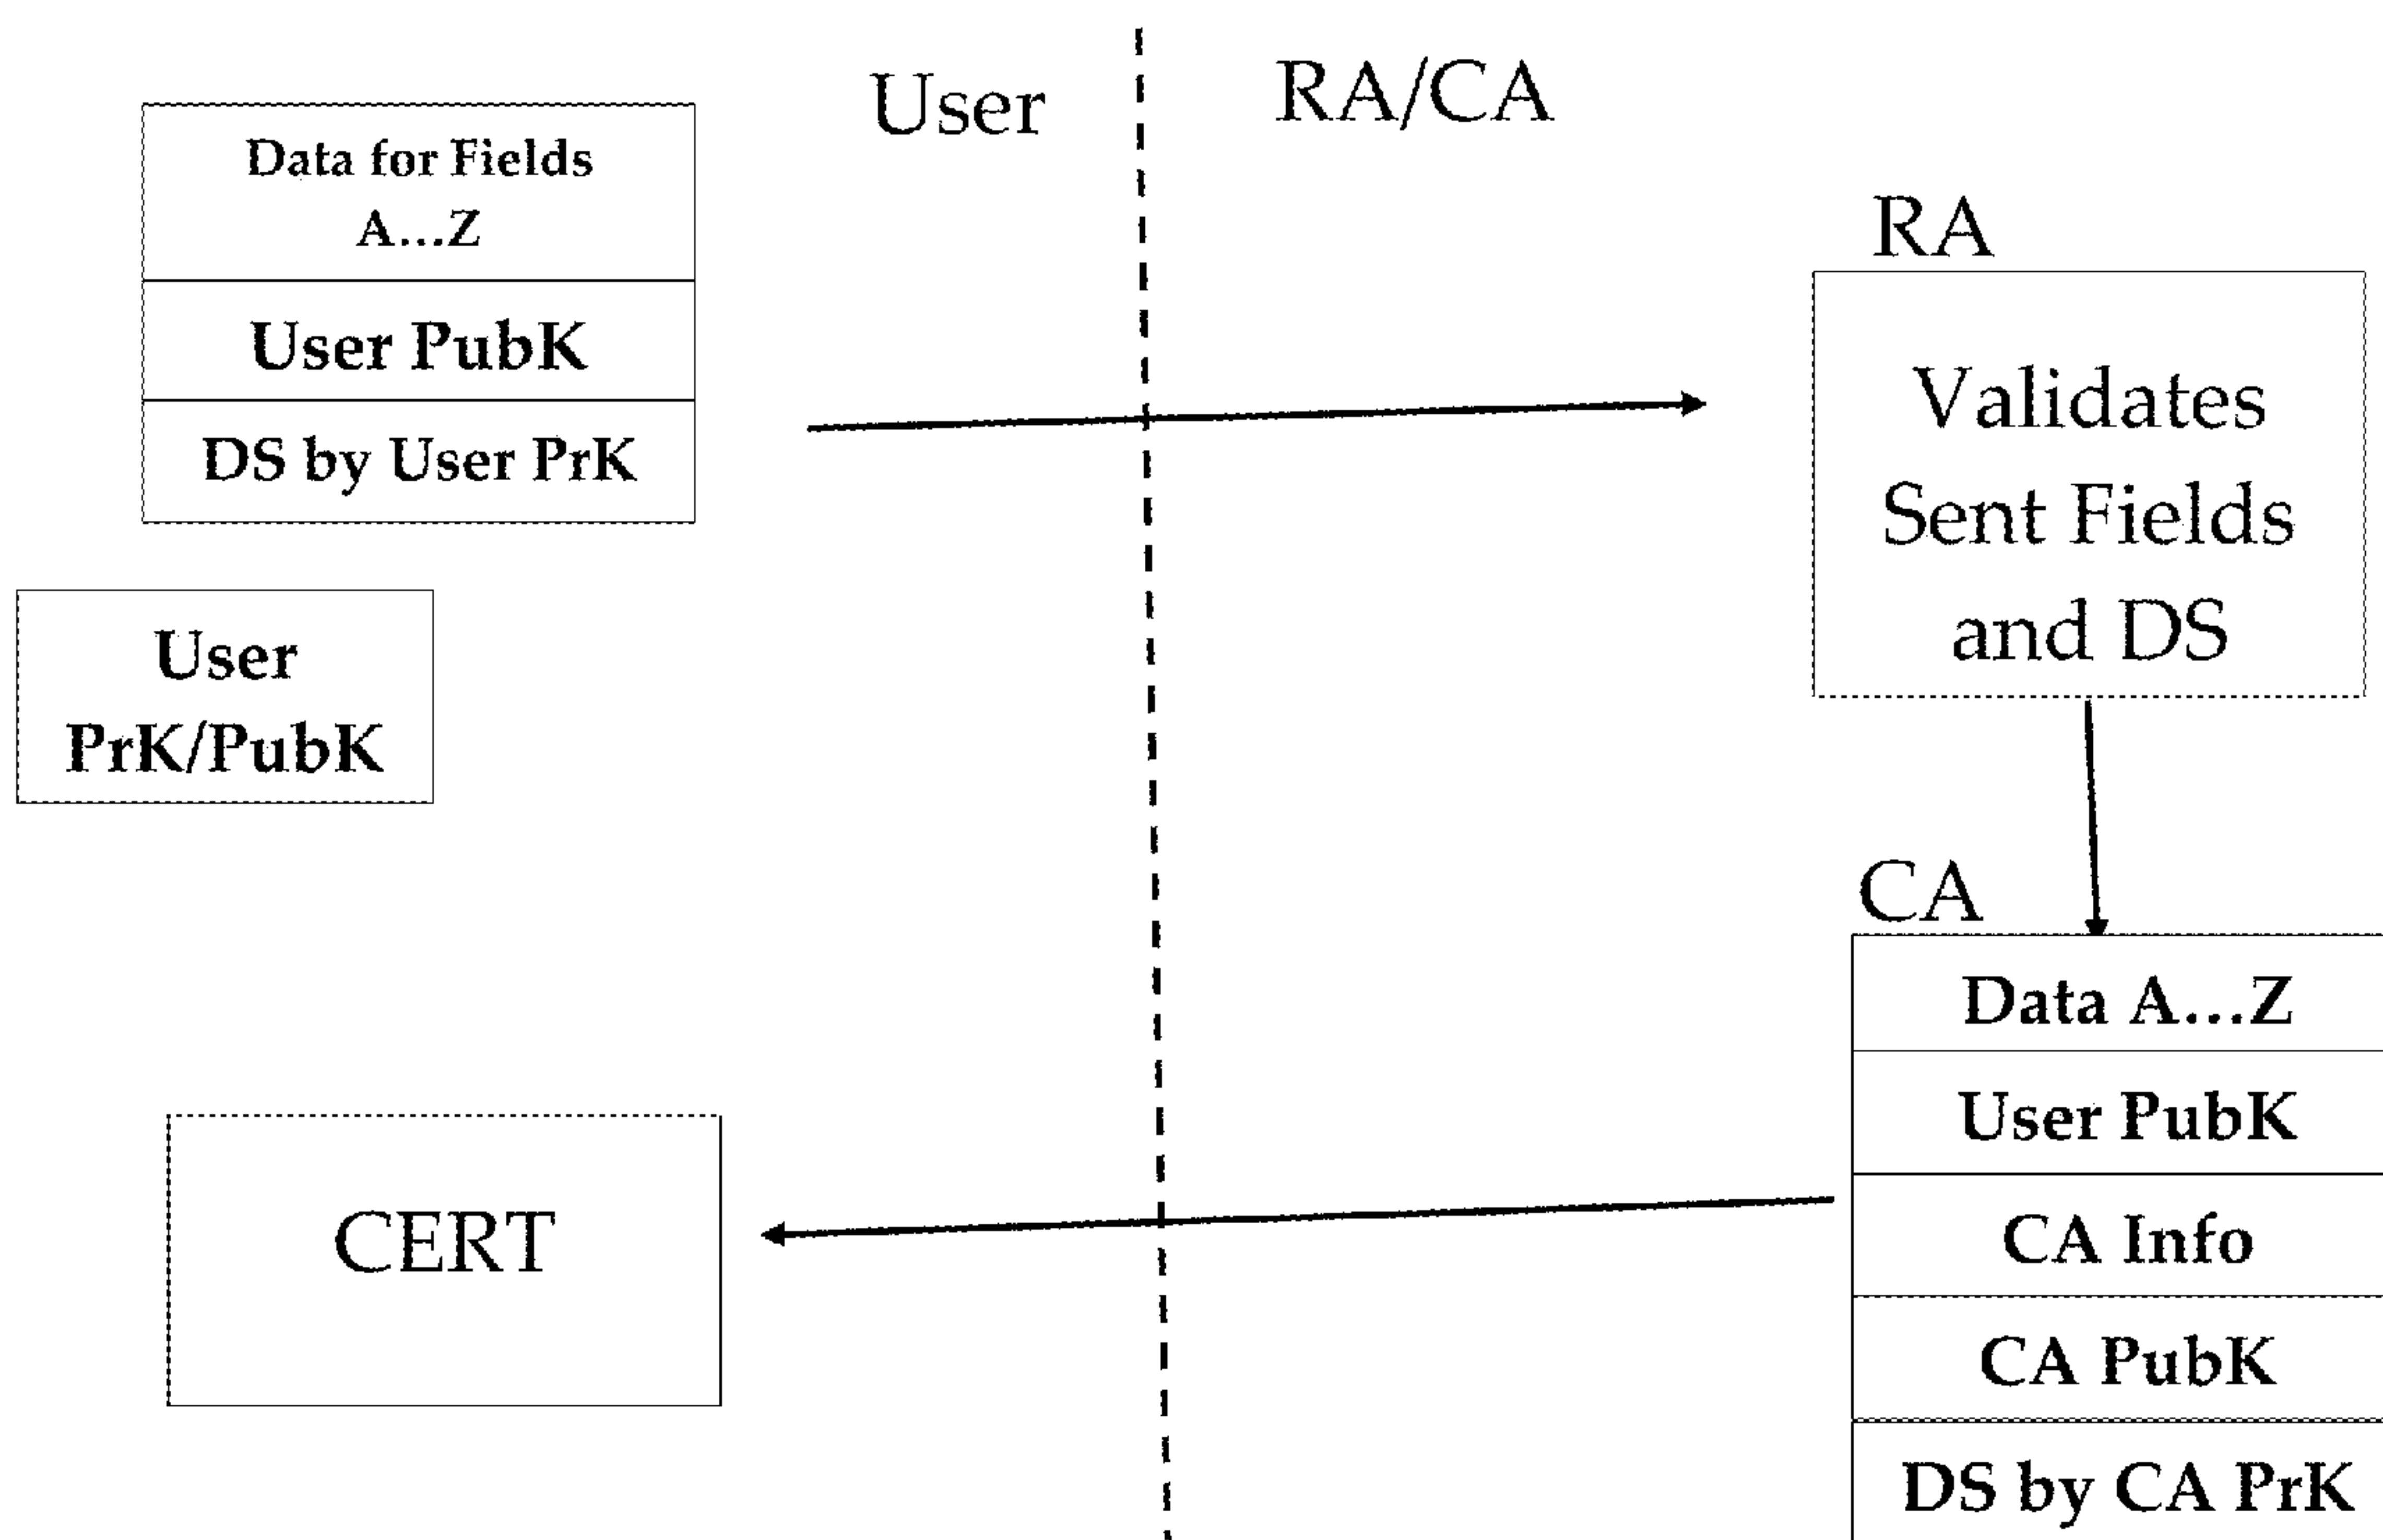 User
RA/CA
Data for Fields
A...Z
User PubK
DS by User PrK
User
PrK/PubK
RA
Validates
Sent Fields
and DS
CA
Data A...Z
User PubK
CA Info
CA PubK
DS by CA PrK
CERT